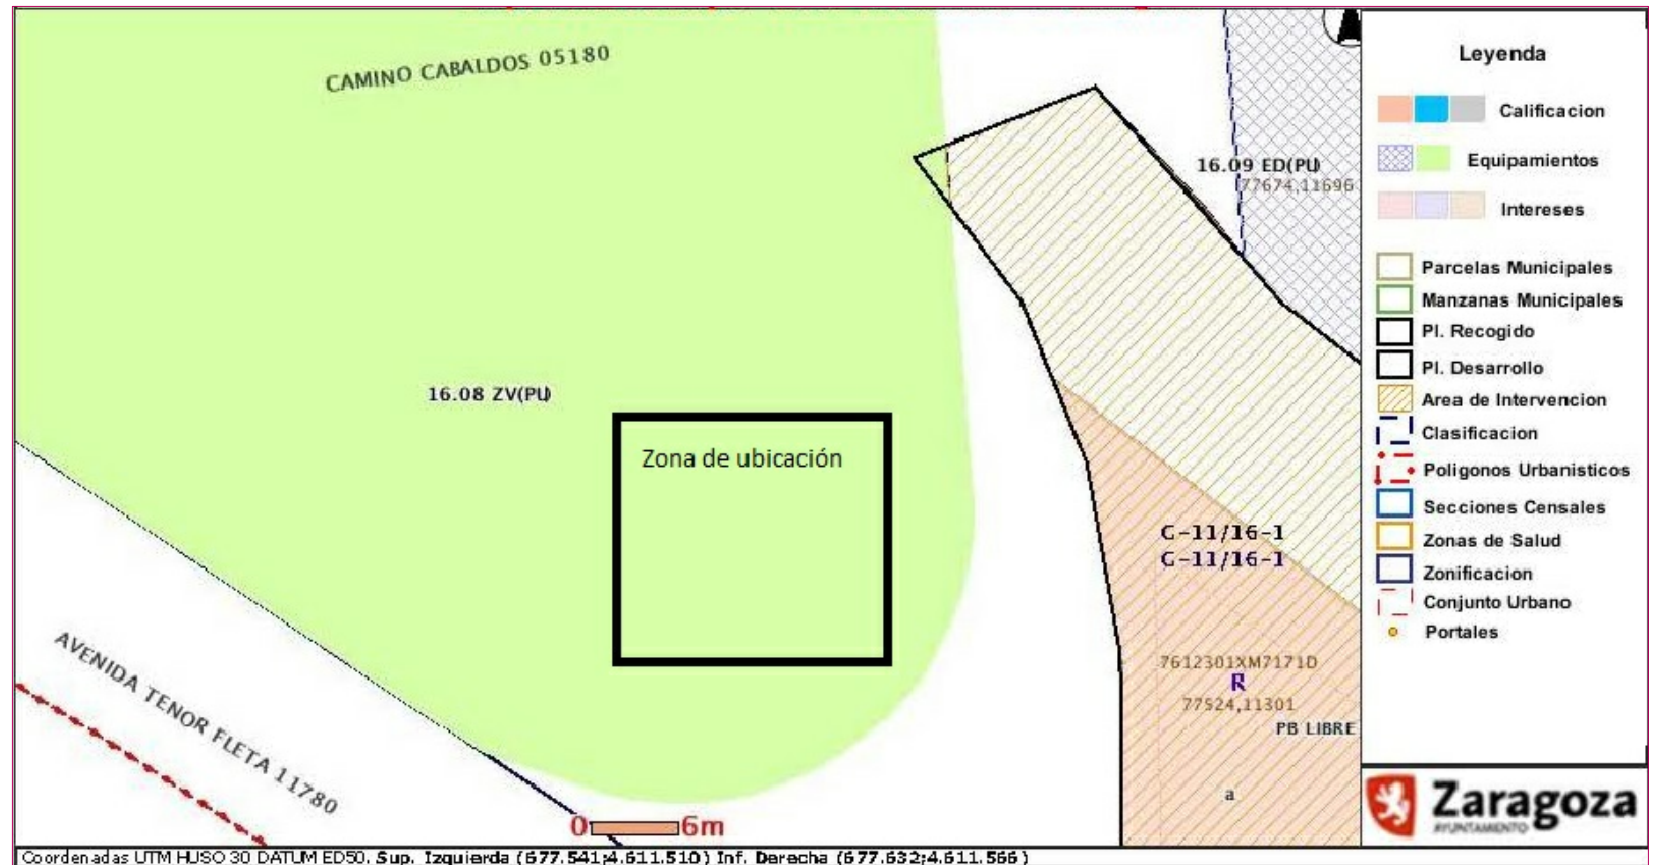 CAMINO CABALDOS 05180
16.09 ED(PU)
77674,11696
16.08 ZV(PU)
Zona de ubicación
C-11/16-1
C-11/16-1
7612301XM7171D
R
77524,11301
PB LIBRE
a
AVENIDA TENOR FLETA 11780
0 6m
Leyenda
Calificacion
Equipamientos
Intereses
Parcelas Municipales
Manzanas Municipales
Pl. Recogido
Pl. Desarrollo
Area de Intervencion
Clasificacion
Poligonos Urbanisticos
Secciones Censales
Zonas de Salud
Zonificacion
Conjunto Urbano
Portales
Zaragoza
AYUNTAMIENTO
Coordenadas UTM HUSO 30 DATUM ED50. Sup. Izquierda (677.541;4.611.510) Inf. Derecha (677.632;4.611.566)